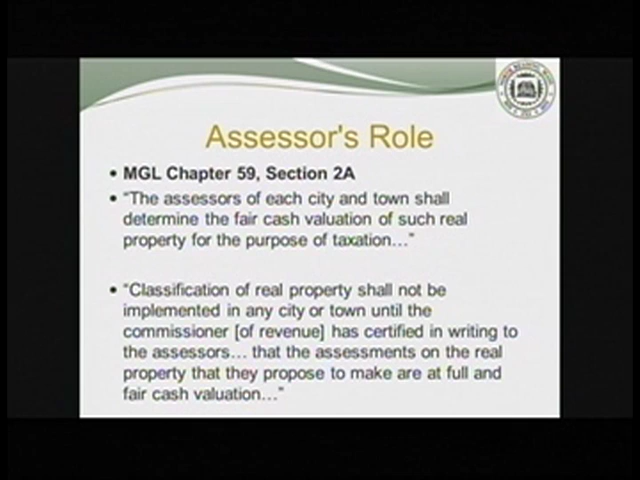 Assessor's Role
• MGL Chapter 59, Section 2A
• “The assessors of each city and town shall
determine the fair cash valuation of such real
property for the purpose of taxation…”
• “Classification of real property shall not be
implemented in any city or town until the
commissioner [of revenue] has certified in writing to
the assessors… that the assessments on the real
property that they propose to make are at full and
fair cash valuation…”